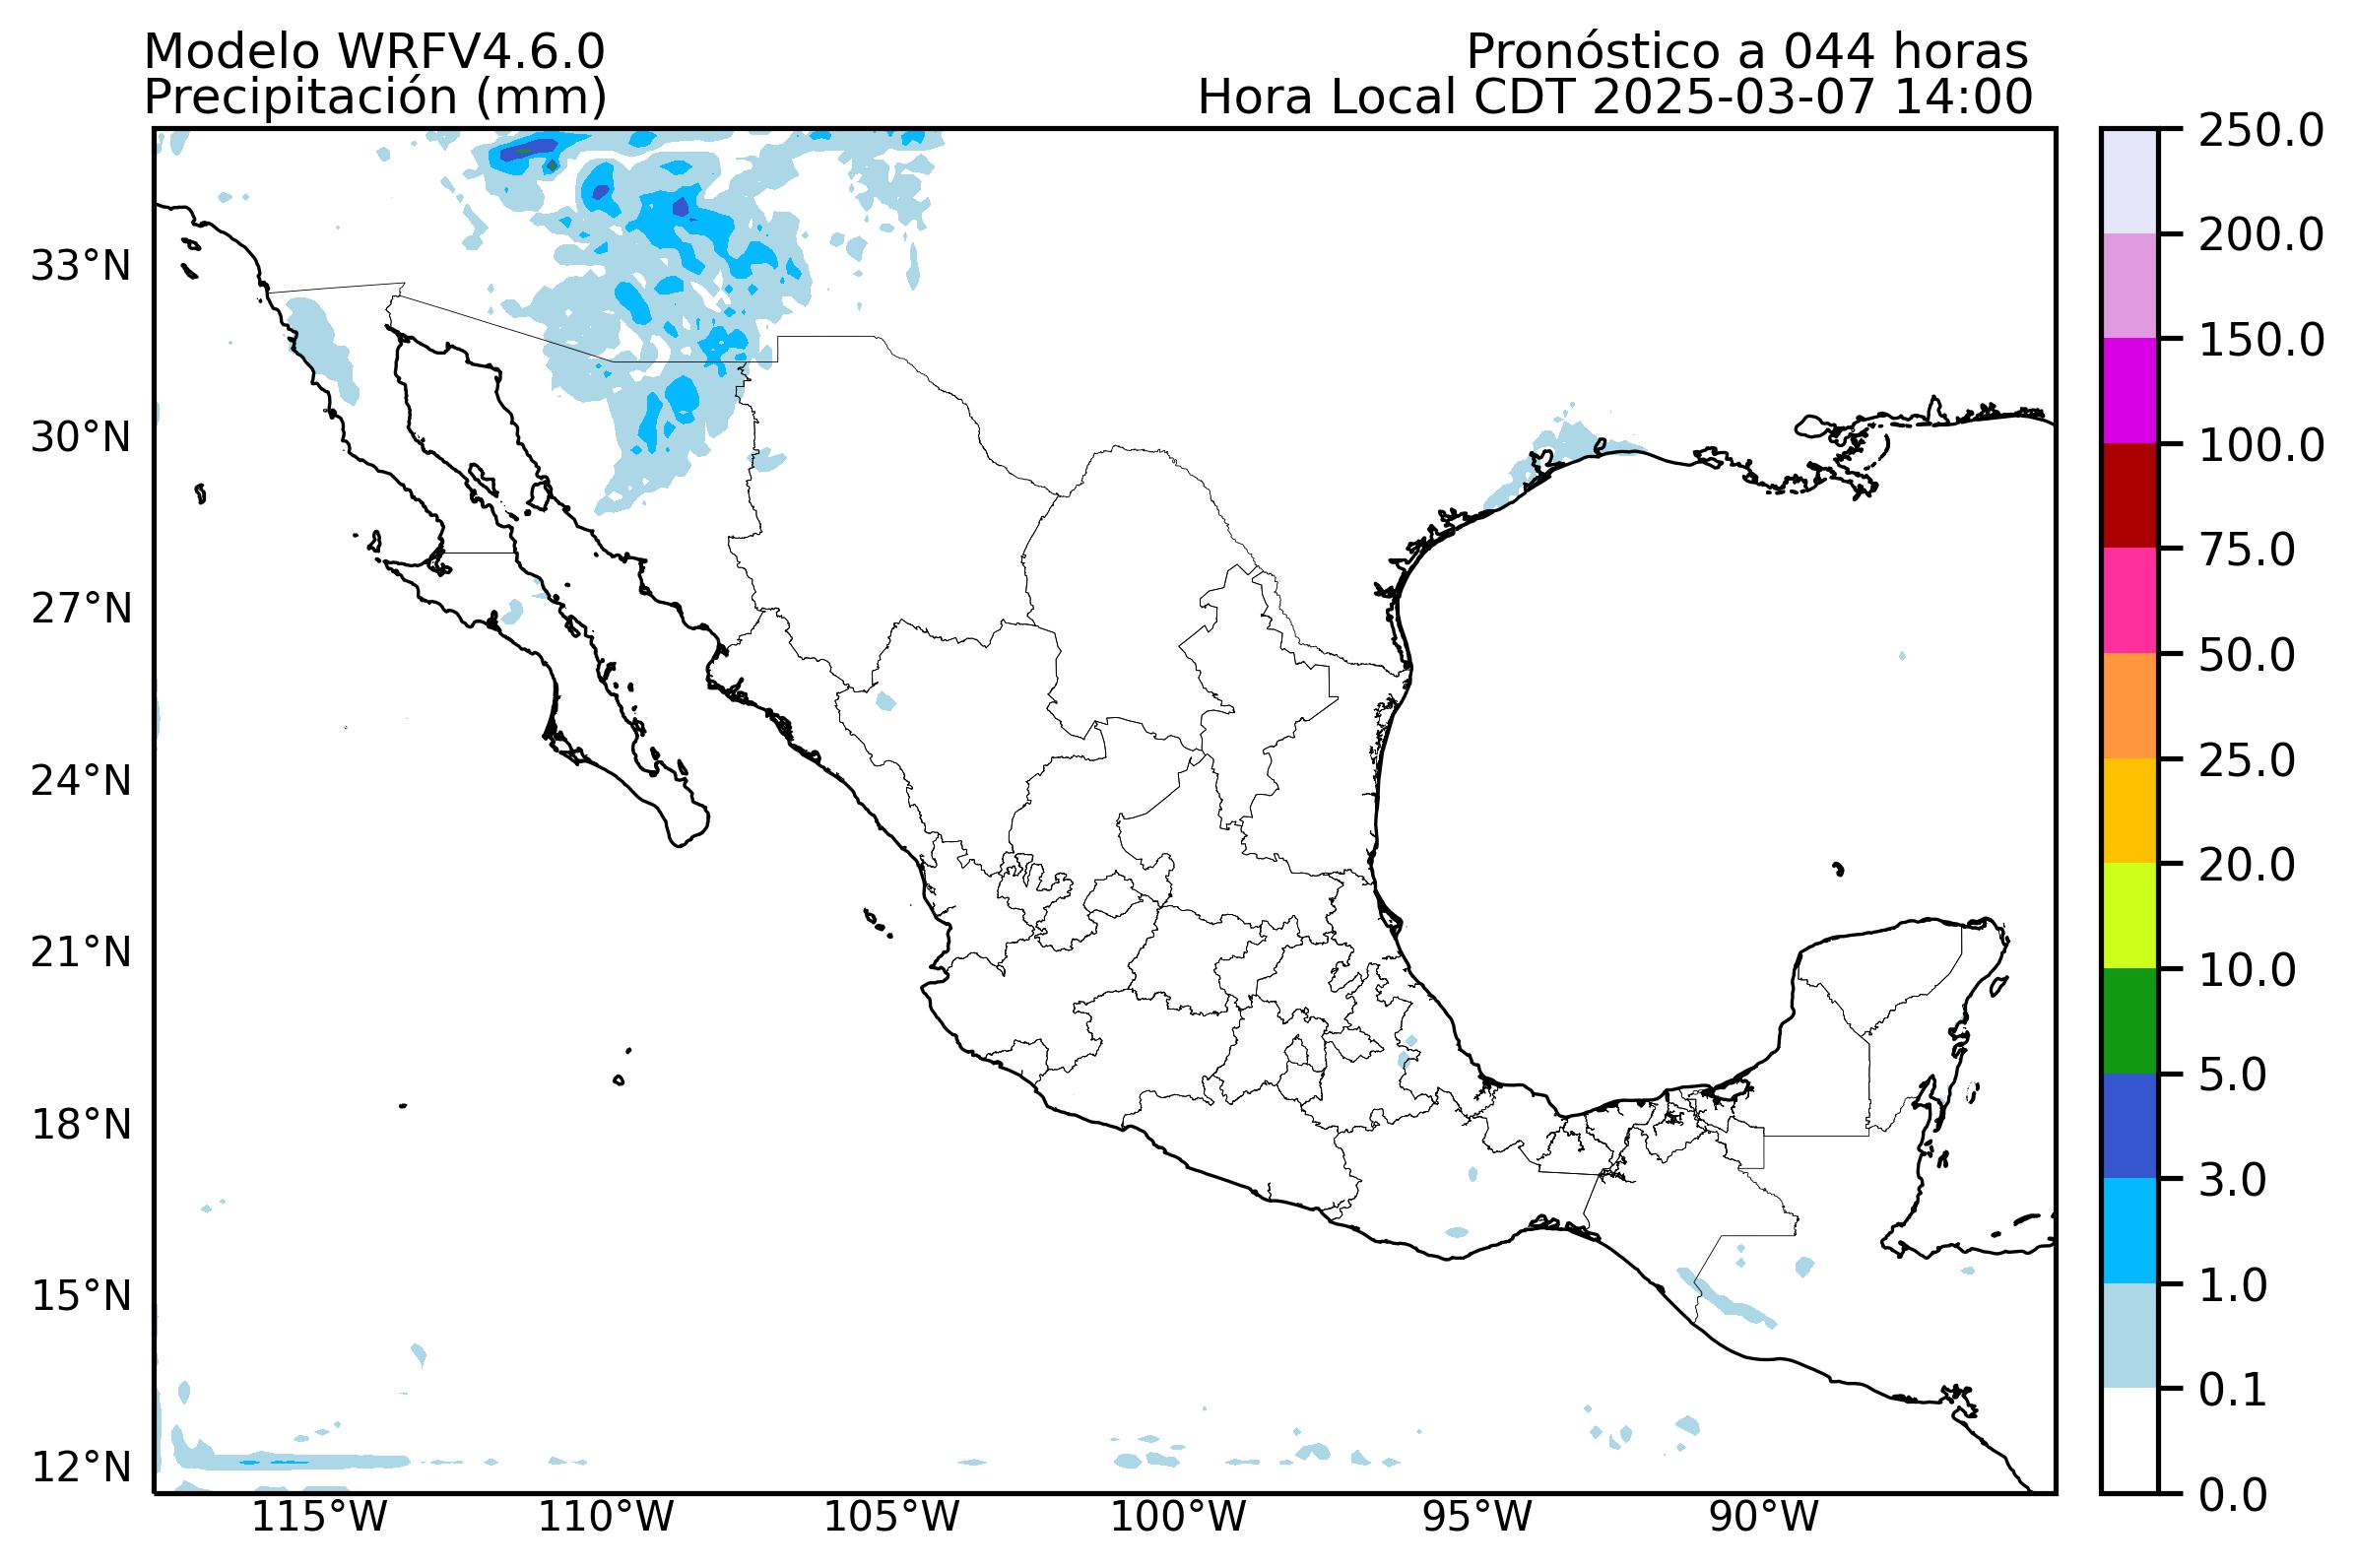 Modelo WRFV4.6.0
Pronóstico a 044 horas
Precipitación (mm)
Hora Local CDT 2025-03-07 14:00
33°N
30°N
27°N
24°N
21°N
18°N
15°N
12°N
115°W
110°W
105°W
100°W
95°W
90°W
250.0
200.0
150.0
100.0
75.0
50.0
25.0
20.0
10.0
5.0
3.0
1.0
0.1
0.0